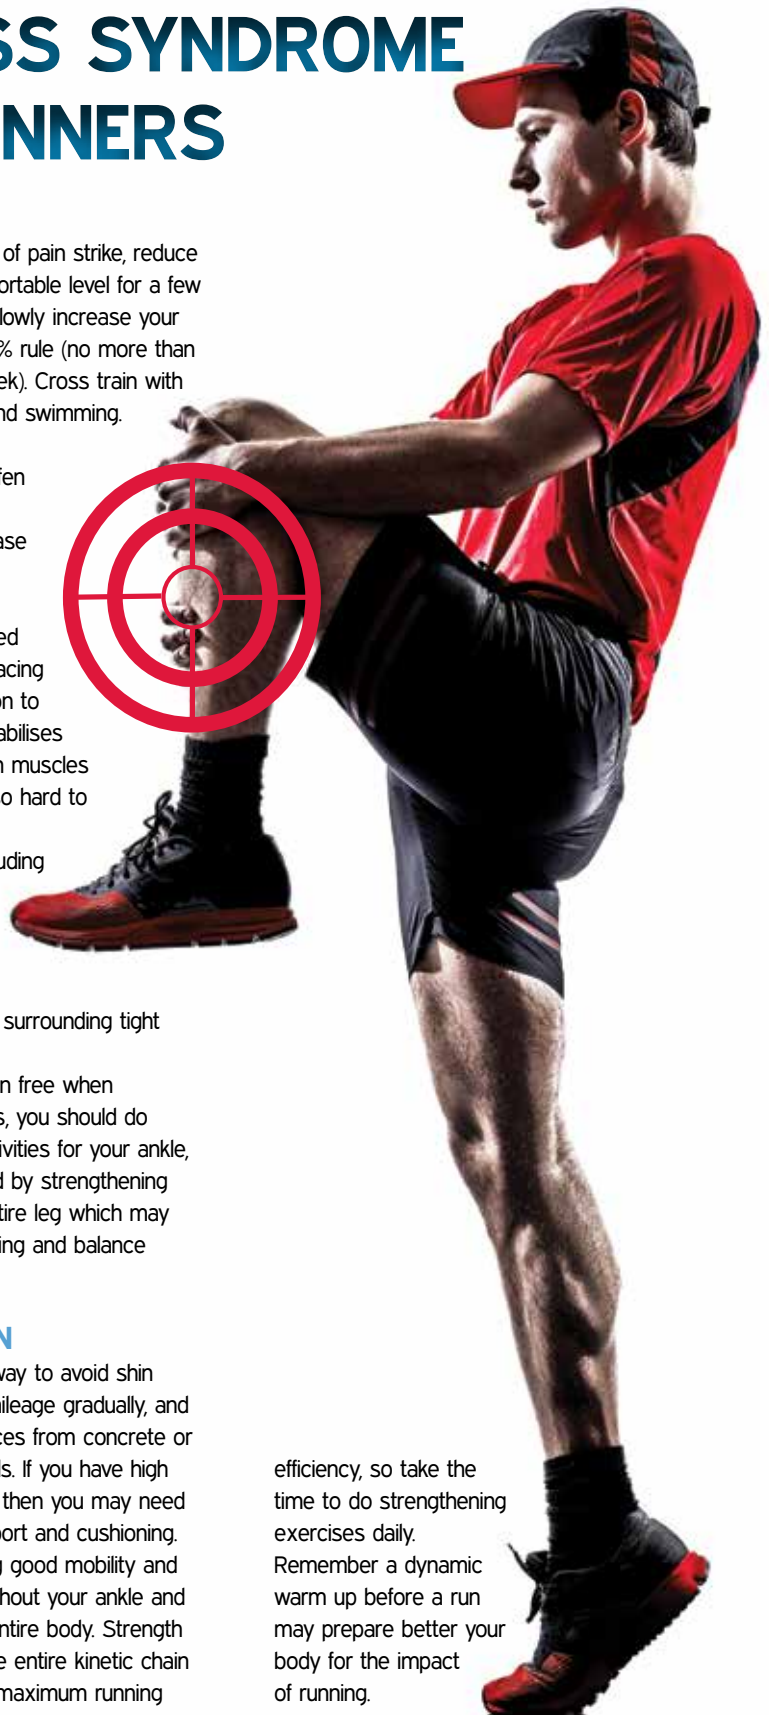 SS SYNDROME
NNERS
of pain strike, reduce
ortable level for a few
lowly increase your
% rule (no more than
ek). Cross train with
nd swimming.
fen
ase
ed
acing
on to
abilises
n muscles
so hard to
uding
surrounding tight
n free when
s, you should do
ivities for your ankle,
d by strengthening
tire leg which may
ing and balance
N
way to avoid shin
ileage gradually, and
ces from concrete or
ls. If you have high
then you may need
port and cushioning.
g good mobility and
hout your ankle and
ntire body. Strength
e entire kinetic chain
maximum running
efficiency, so take the
time to do strengthening
exercises daily.
Remember a dynamic
warm up before a run
may prepare better your
body for the impact
of running.